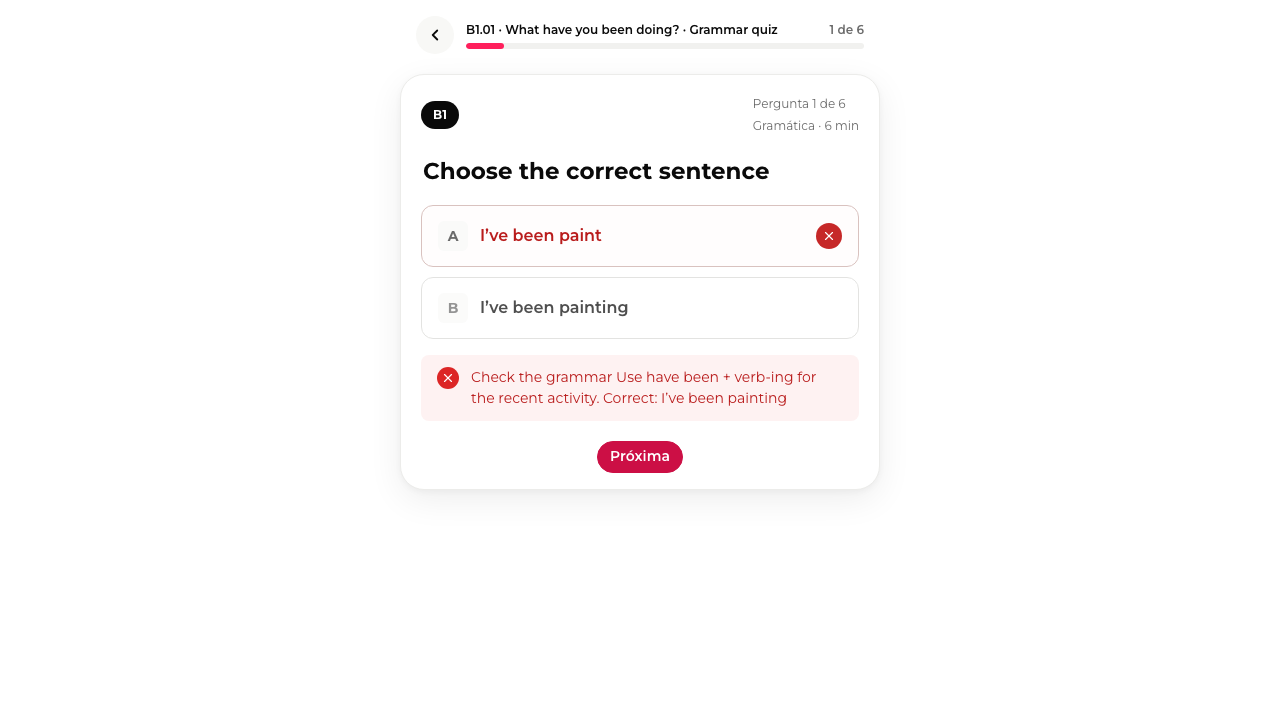 B1.01 · What have you been doing? · Grammar quiz
1 de 6
B1
Pergunta 1 de 6
Gramática · 6 min
Choose the correct sentence
A
I’ve been paint
B
I’ve been painting
Check the grammar Use have been + verb-ing for
the recent activity. Correct: I’ve been painting
Próxima